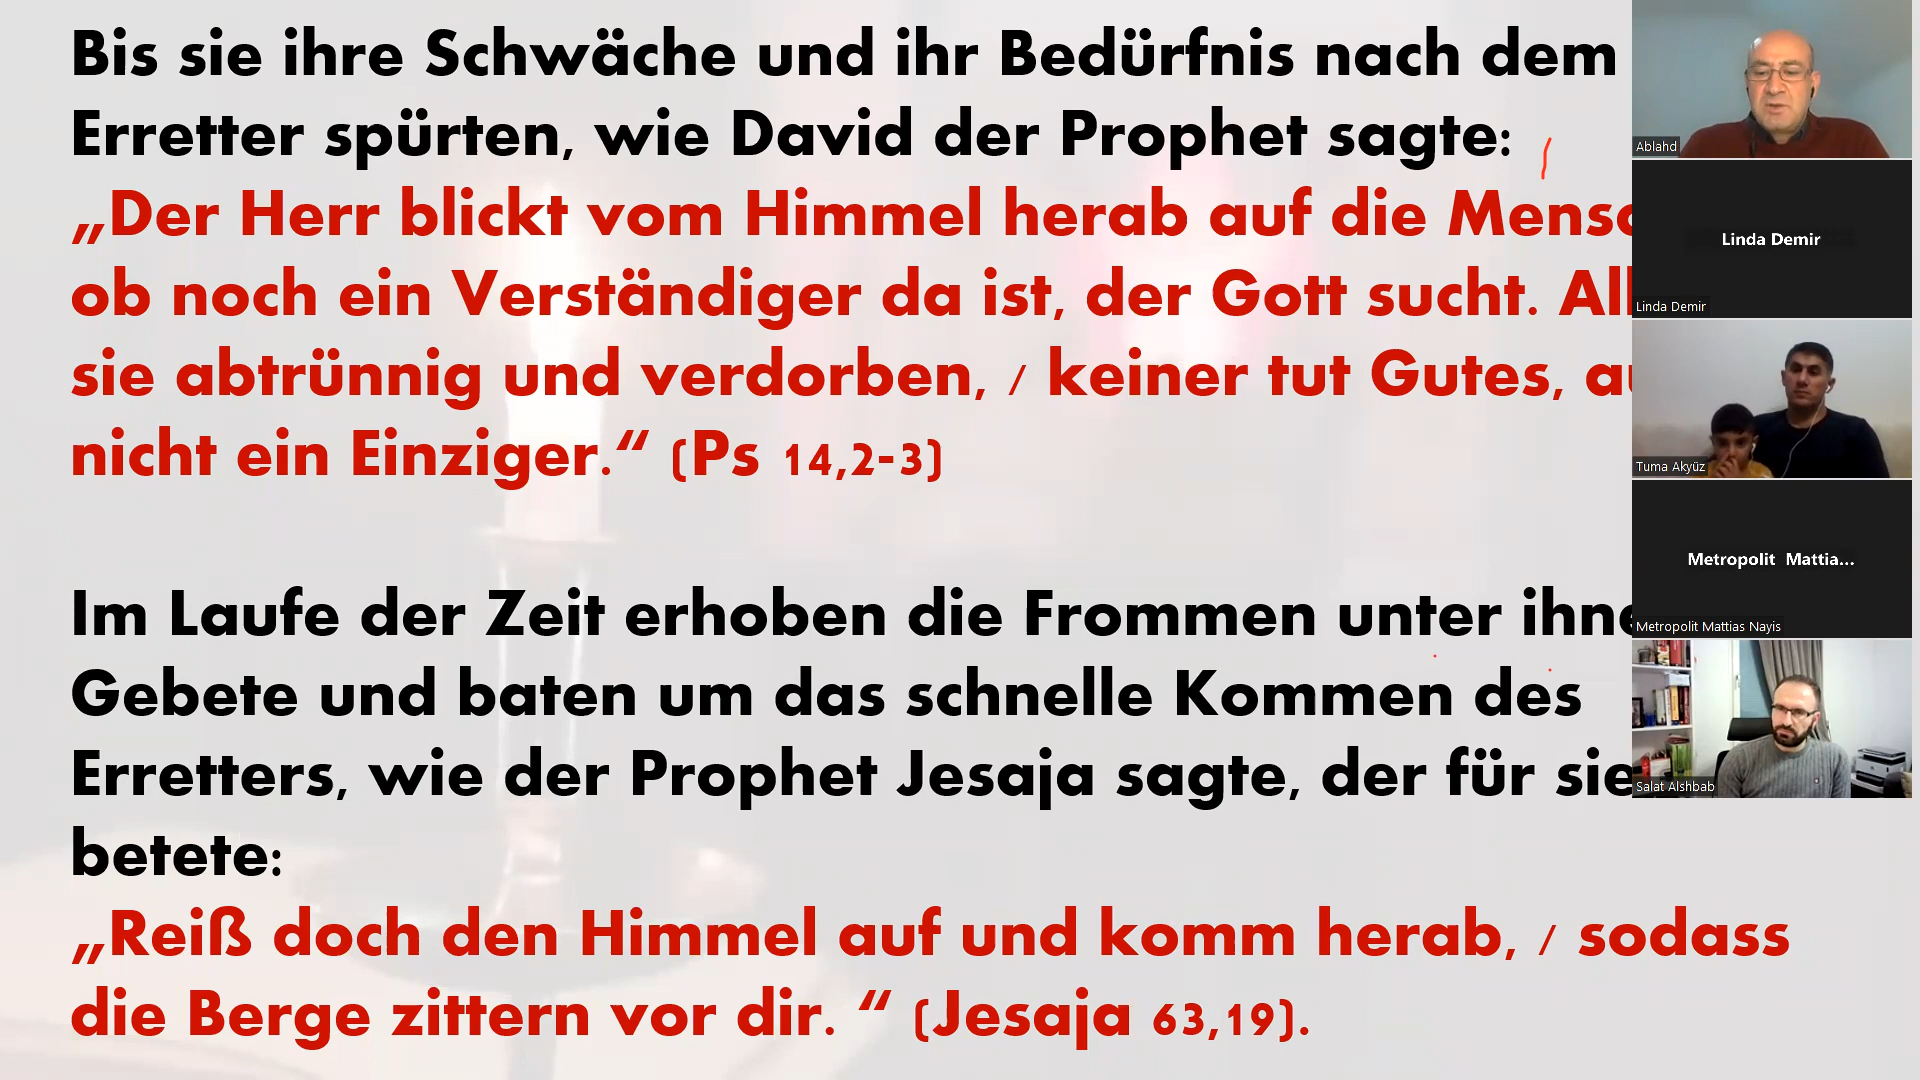 Bis sie ihre Schwäche und ihr Bedürfnis nach dem
Erretter spürten, wie David der Prophet sagte:
„Der Herr blickt vom Himmel herab auf die
ob noch ein Verständiger da ist, der Gott sucht.
sie abtrünnig und verdorben, / keiner tut Gutes,
nicht ein Einziger.“ (Ps 14,2-3)
Im Laufe der Zeit erhoben die Frommen unter
Gebete und baten um das schnelle Kommen des
Erretters, wie der Prophet Jesaja sagte, der für sie
betete:
„Reiß doch den Himmel auf und komm herab, / sodass
die Berge zittern vor dir. “ (Jesaja 63,19).
Ablahd
Linda Demir
Linda Demir
Tuma Akyüz
Metropolit Mattia...
Metropolit Mattias Nayis
Salat Alshbab